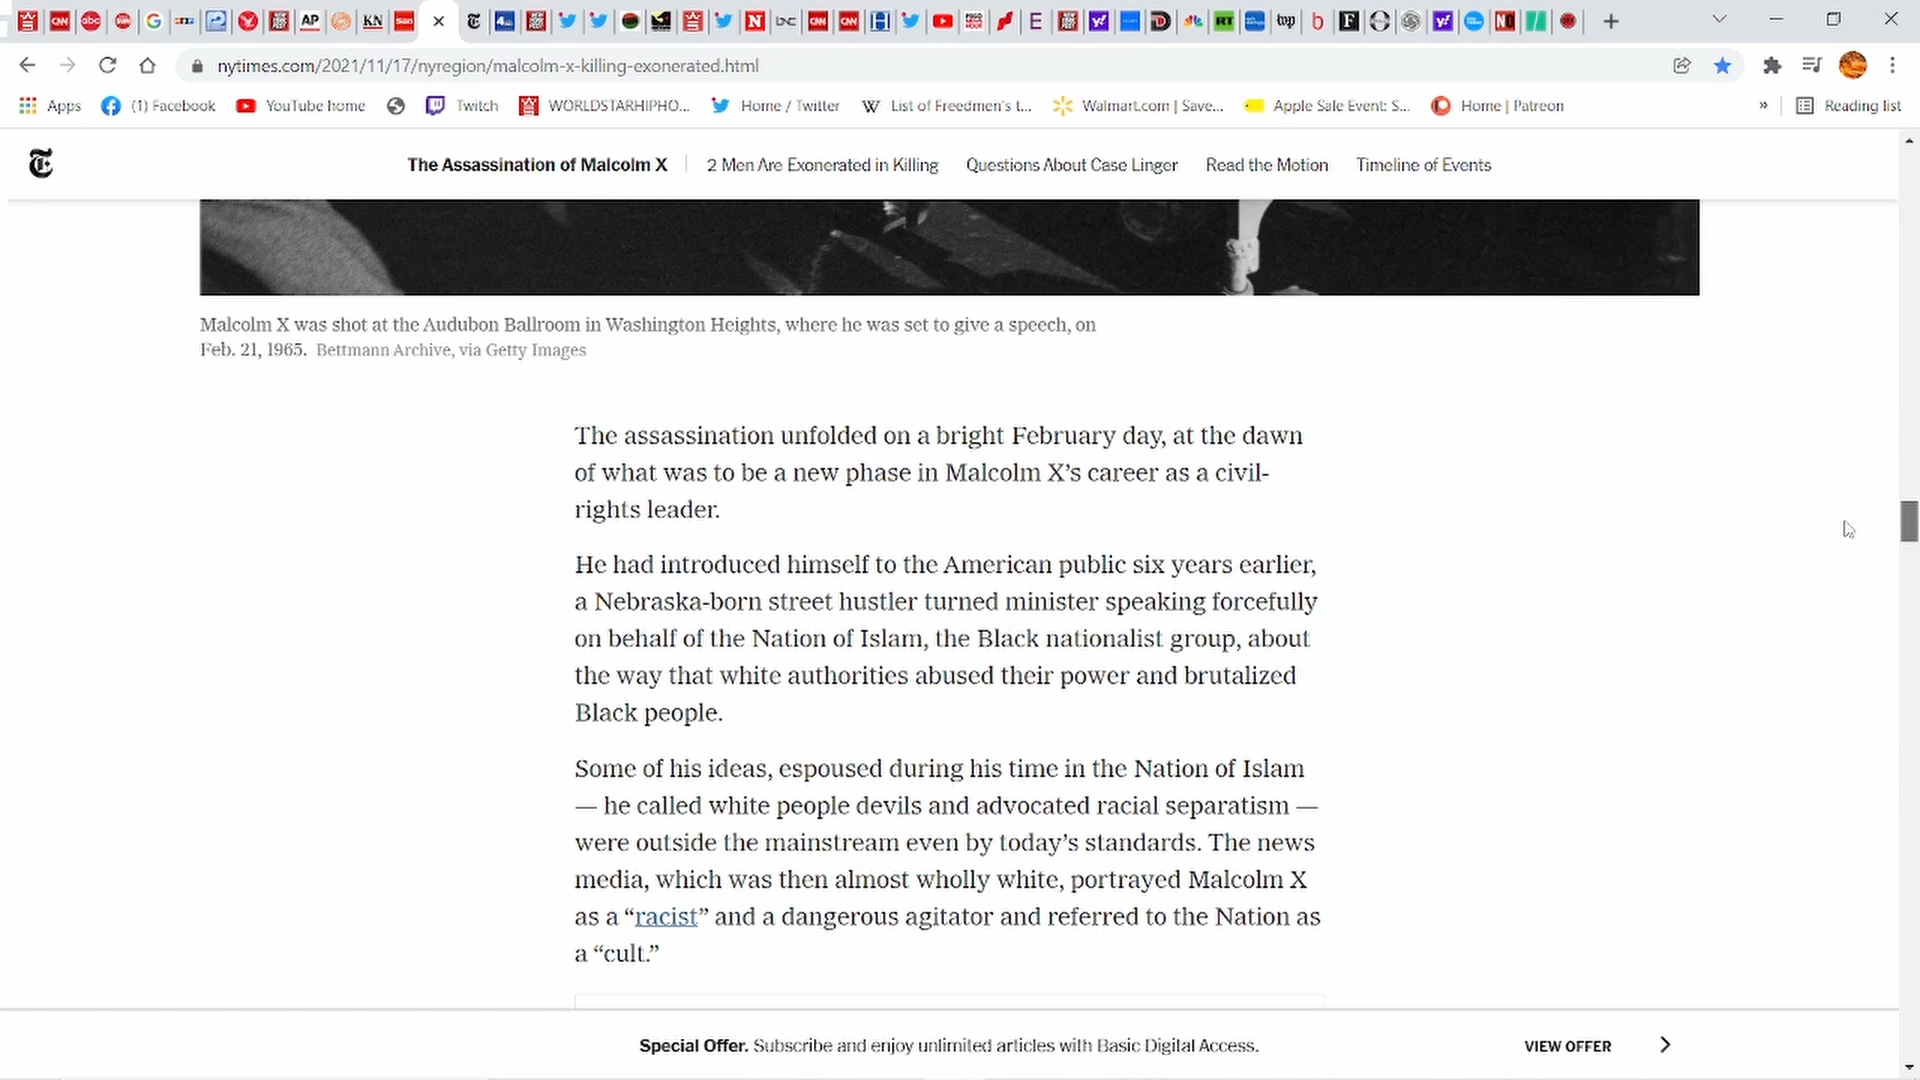 nytimes.com/2021/11/17/nyregion/malcolm-x-killing-exonerated.html
Apps (1) Facebook YouTube home Twitch WORLDSTARHIPHO... Home / Twitter List of Freedmen's t... Walmart.com | Save... Apple Sale Event: S... Home | Patreon » Reading list
The Assassination of Malcolm X 2 Men Are Exonerated in Killing Questions About Case Linger Read the Motion Timeline of Events
Malcolm X was shot at the Audubon Ballroom in Washington Heights, where he was set to give a speech, on
Feb. 21, 1965. Bettmann Archive, via Getty Images
The assassination unfolded on a bright February day, at the dawn
of what was to be a new phase in Malcolm X’s career as a civil-
rights leader.
He had introduced himself to the American public six years earlier,
a Nebraska-born street hustler turned minister speaking forcefully
on behalf of the Nation of Islam, the Black nationalist group, about
the way that white authorities abused their power and brutalized
Black people.
Some of his ideas, espoused during his time in the Nation of Islam
— he called white people devils and advocated racial separatism —
were outside the mainstream even by today’s standards. The news
media, which was then almost wholly white, portrayed Malcolm X
as a “racist” and a dangerous agitator and referred to the Nation as
a “cult.”
Special Offer. Subscribe and enjoy unlimited articles with Basic Digital Access. VIEW OFFER